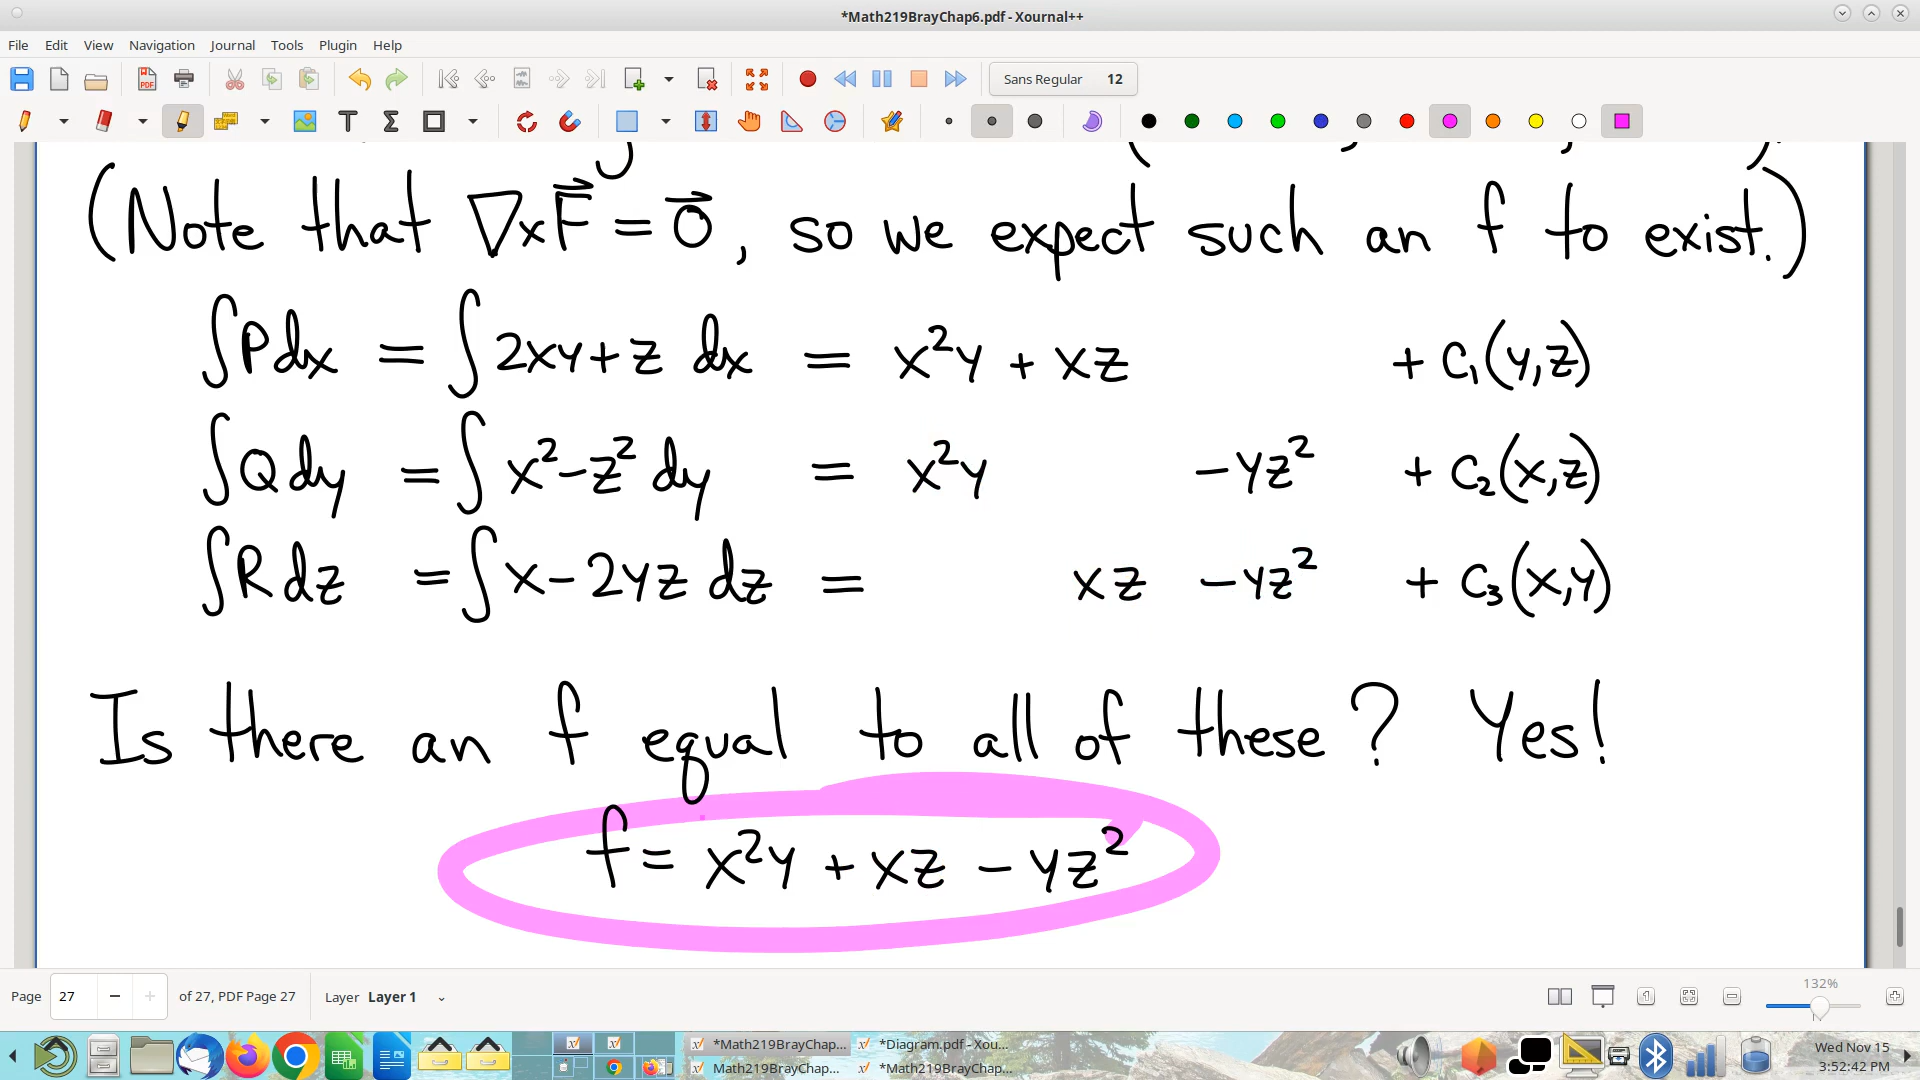 *Math219BrayChap6.pdf - Xournal++
File Edit View Navigation Journal Tools Plugin Help
Sans Regular 12
(Note that ∇xF⃗ = 0⃗, so we expect such an f to exist.)
∫Pdx = ∫2xy+z dx = x²y + xz + c₁(y,z)
∫Qdy = ∫x²-z² dy = x²y - yz² + c₂(x,z)
∫Rdz = ∫x-2yz dz = xz - yz² + c₃(x,y)
Is there an f equal to all of these? Yes!
f = x²y + xz - yz²
Page 27 of 27, PDF Page 27 Layer Layer 1 132%
*Math219BrayChap... *Diagram.pdf - Xou...
Math219BrayChap... *Math219BrayChap...
Wed Nov 15
3:52:42 PM